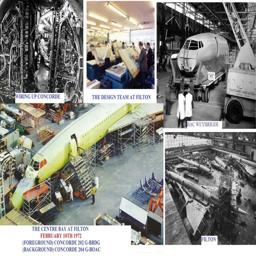 WIRING UP CONCORDE
THE DESIGN TEAM AT FILTON
BAC WEYBRIDGE
FILTON
THE CENTRE BAY AT FILTON
FEBRUARY 10TH 1972
(FOREGROUND) CONCORDE 202 G-BBDG
(BACKGROUND) CONCORDE 204 G-BOAC